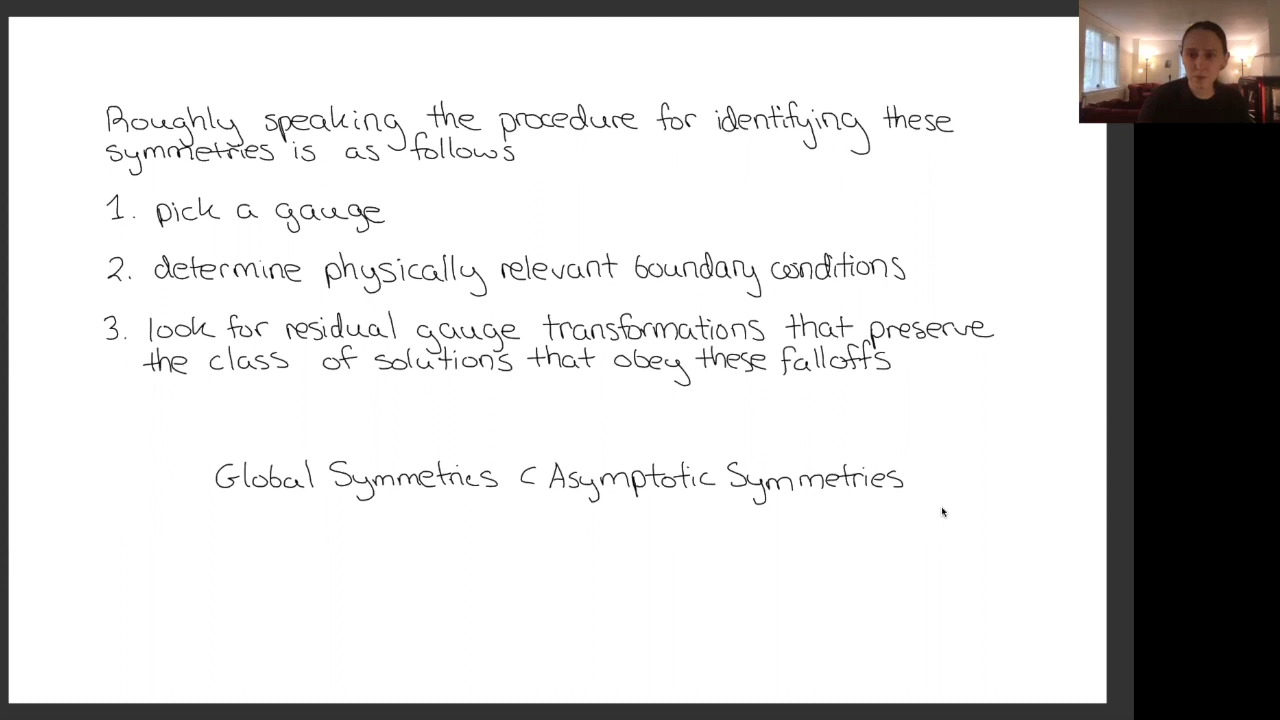 Roughly speaking the procedure for identifying these
symmetries is as follows
1. pick a gauge
2. determine physically relevant boundary conditions
3. look for residual gauge transformations that preserve
the class of solutions that obey these falloffs
Global Symmetries ⊂ Asymptotic Symmetries